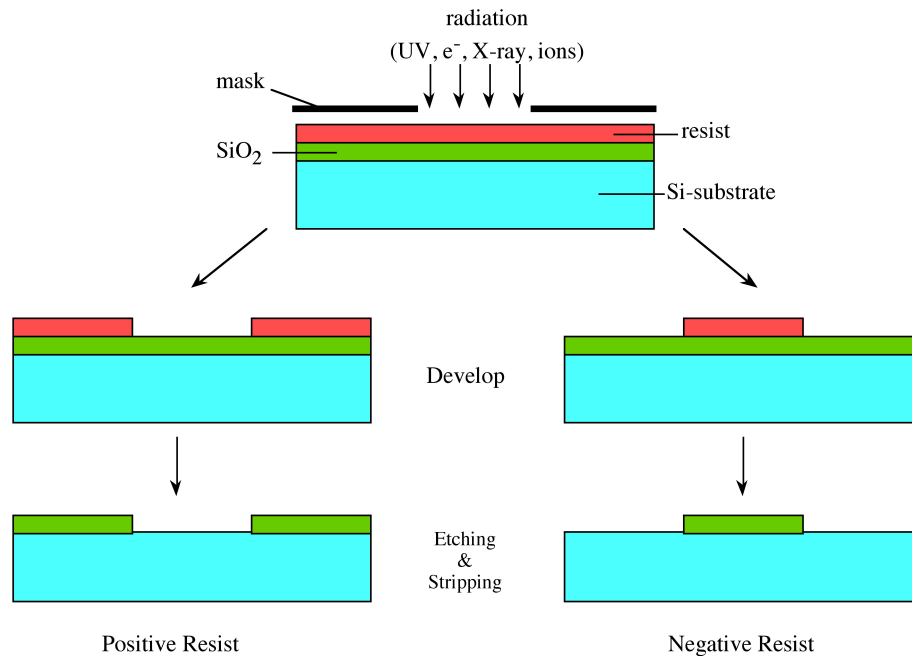 radiation
(UV, e⁻, X-ray, ions)
mask
resist
SiO₂
Si-substrate
Develop
Etching
&
Stripping
Positive Resist
Negative Resist